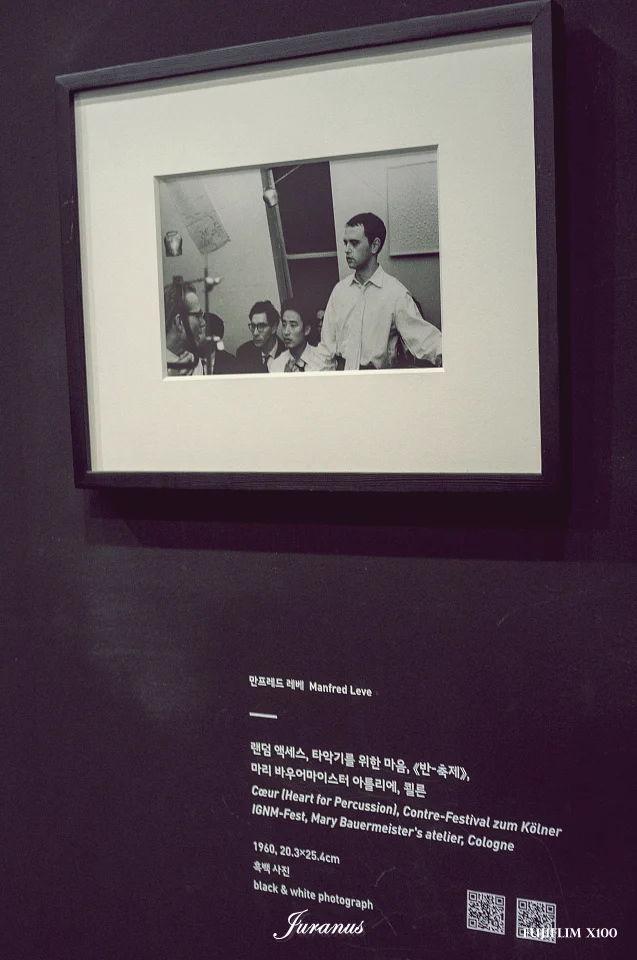 만프레드 레베 Manfred Leve
랜덤 액세스, 타악기를 위한 마음, 《반-축제》,
마리 바우어마이스터 아틀리에, 쾰른
Cœur (Heart for Percussion), Contre-Festival zum Kölner
IGNM-Fest, Mary Bauermeister's atelier, Cologne
1960, 20.3×25.4cm
흑백 사진
black & white photograph
Juranus
FUJIFLIM X100